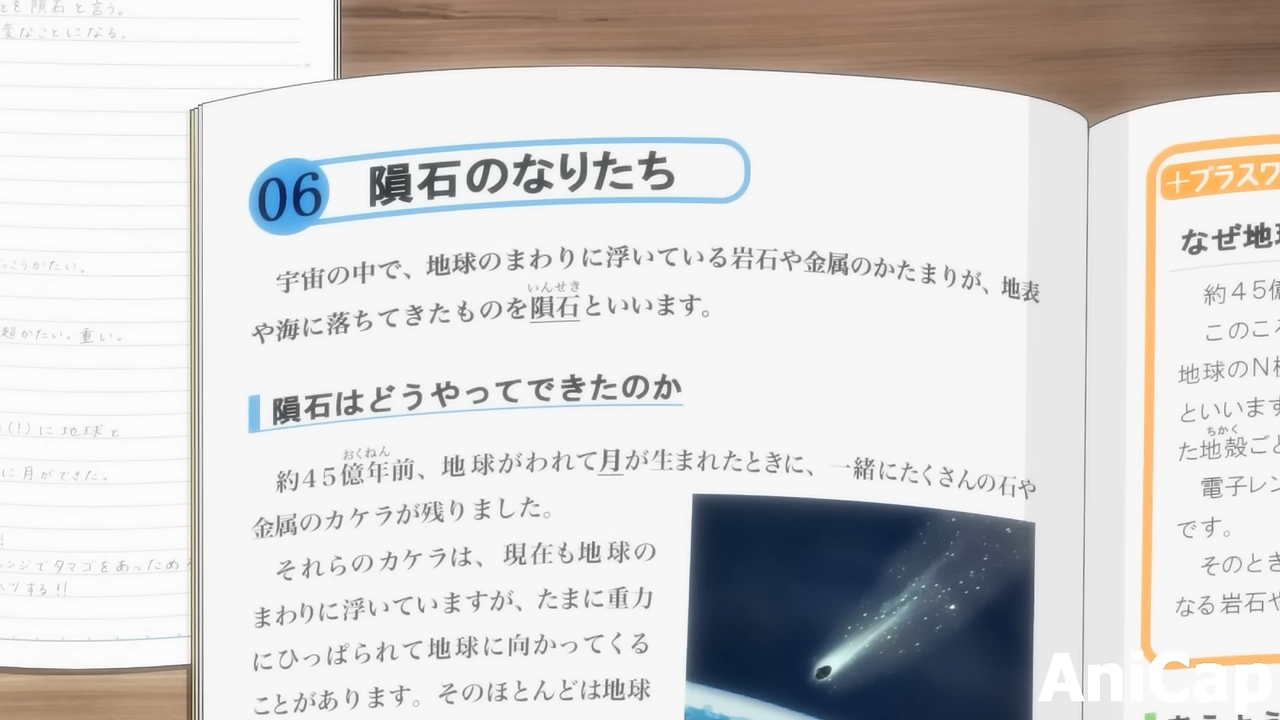 とを隕石と言う。
変なことになる。
っこうかたい。
超かたい。重い。
(!)に地球と
に月ができた。
ンジでタマゴをあっため
する!!
06 隕石のなりたち
宇宙の中で、地球のまわりに浮いている岩石や金属のかたまりが、地表
いんせき
や海に落ちてきたものを隕石といいます。
隕石はどうやってできたのか
おくねん
約45億年前、地球がわれて月が生まれたときに、一緒にたくさんの石や
金属のカケラが残りました。
それらのカケラは、現在も地球の
まわりに浮いていますが、たまに重力
にひっぱられて地球に向かってくる
ことがあります。そのほとんどは地球
+プラスワ
なぜ地球
約45億
このころ
地球のN極
といいます
ちかく
た地殻ごと
電子レン
です。
そのとき
なる岩石や
AniCap